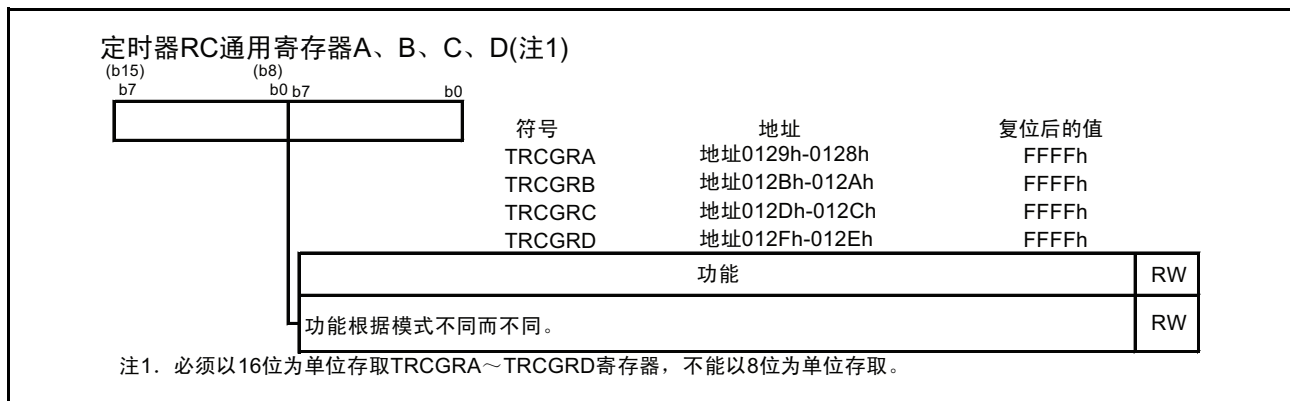 定时器RC通用寄存器A、B、C、D(注1)
(b15) (b8)
b7 b0 b7 b0
符号 地址 复位后的值
TRCGRA 地址0129h-0128h FFFFh
TRCGRB 地址012Bh-012Ah FFFFh
TRCGRC 地址012Dh-012Ch FFFFh
TRCGRD 地址012Fh-012Eh FFFFh
功能 RW
功能根据模式不同而不同。 RW
注1. 必须以16位为单位存取TRCGRA～TRCGRD寄存器，不能以8位为单位存取。